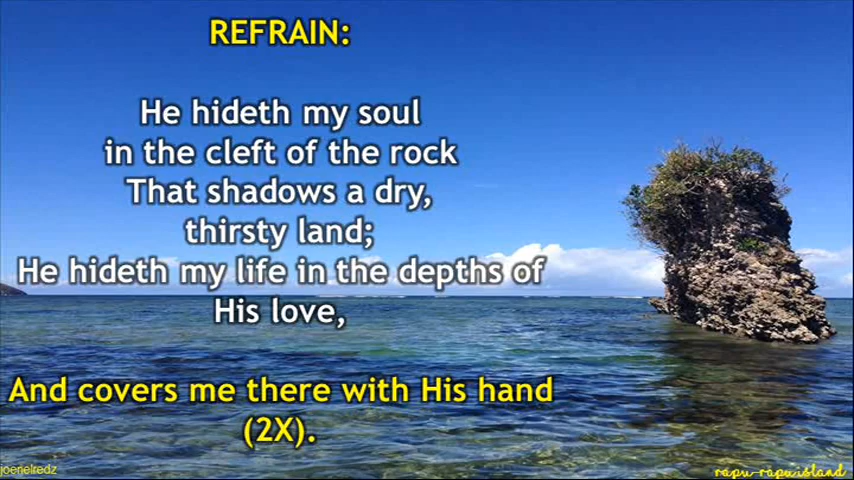 REFRAIN:
He hideth my soul
in the cleft of the rock
That shadows a dry,
thirsty land;
He hideth my life in the depths of
His love,
And covers me there with His hand
(2X).
joerielredz
rapu-rapu island